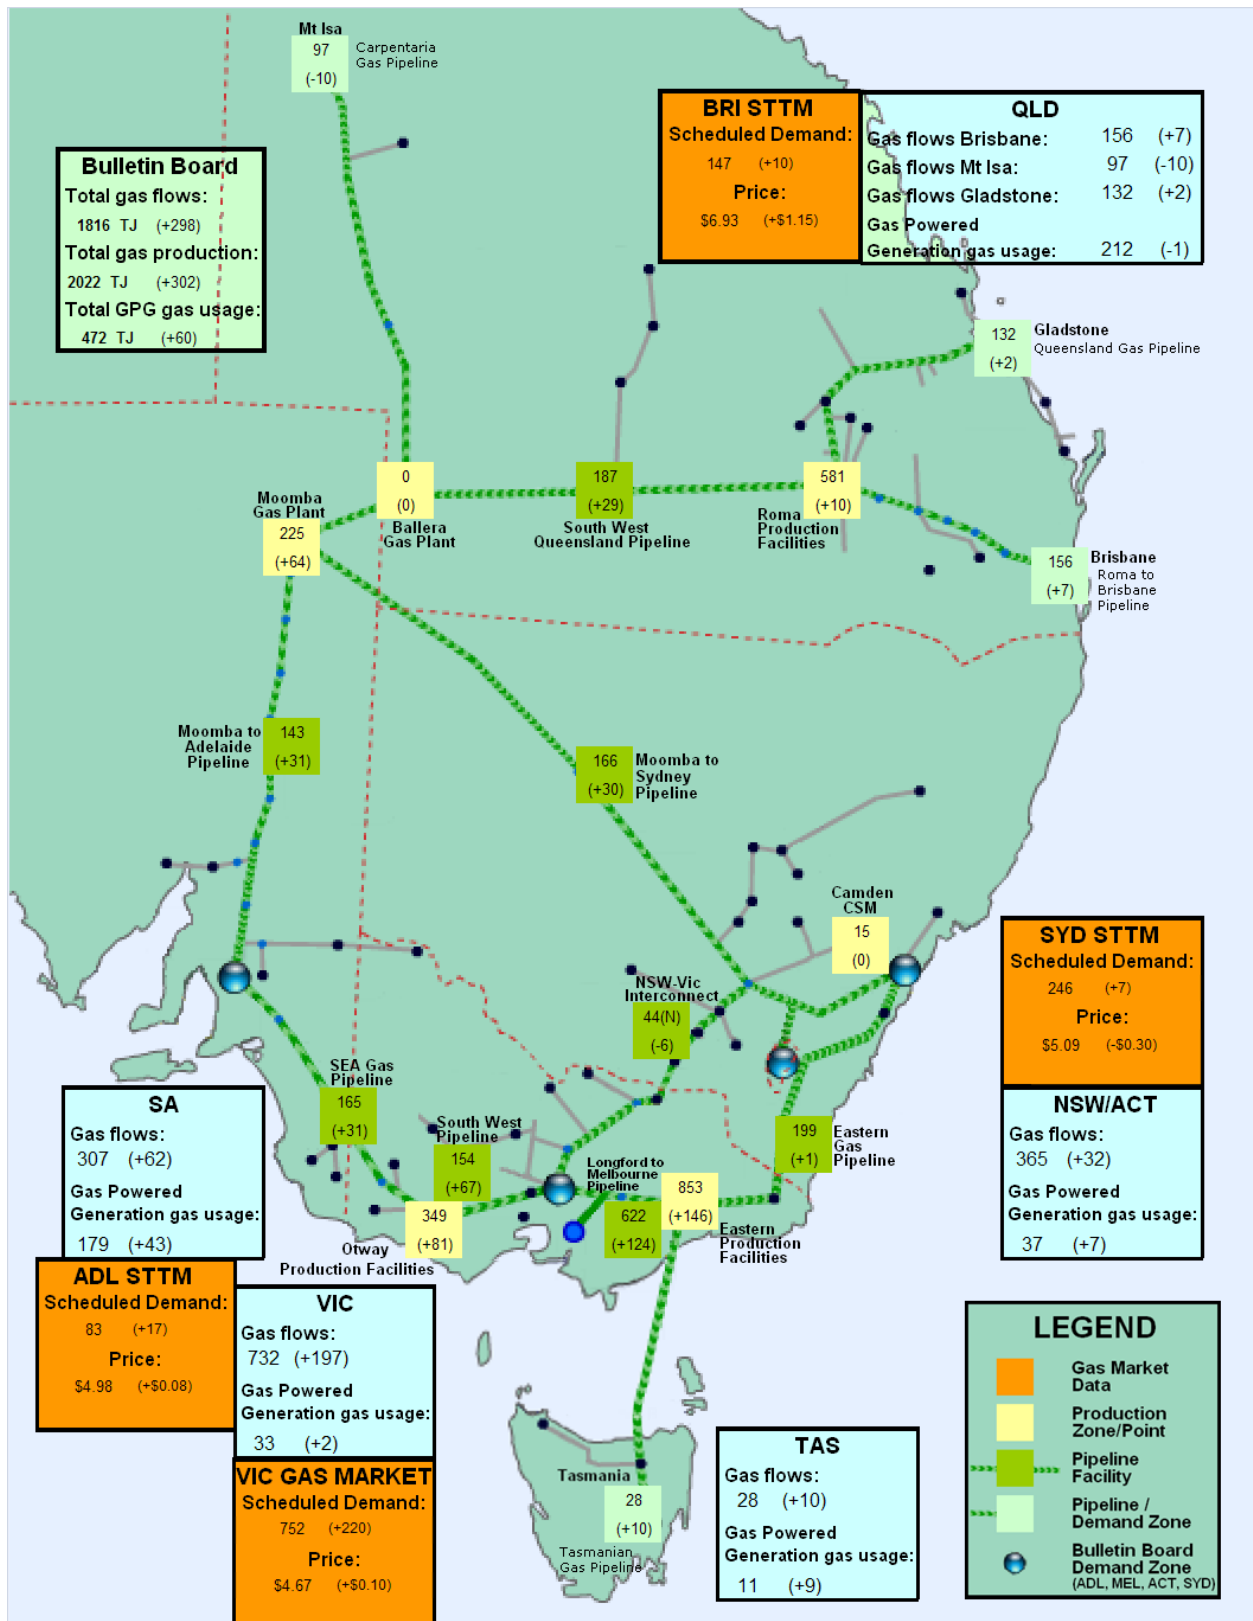 Mt Isa
97
(-10)
Carpentaria
Gas Pipeline
BRI STTM
Scheduled Demand:
147 (+10)
Price:
$6.93 (+$1.15)
QLD
Gas flows Brisbane: 156 (+7)
Gas flows Mt Isa: 97 (-10)
Gas flows Gladstone: 132 (+2)
Gas Powered
Generation gas usage: 212 (-1)
Bulletin Board
Total gas flows:
1816 TJ (+298)
Total gas production:
2022 TJ (+302)
Total GPG gas usage:
472 TJ (+60)
132
(+2)
Gladstone
Queensland Gas Pipeline
0
(0)
Ballera
Gas Plant
187
(+29)
South West
Queensland Pipeline
581
(+10)
Roma
Production
Facilities
Moomba
Gas Plant
225
(+64)
156
(+7)
Brisbane
Roma to
Brisbane
Pipeline
Moomba to
Adelaide
Pipeline
143
(+31)
166
(+30)
Moomba to
Sydney
Pipeline
Camden
CSM
15
(0)
NSW-Vic
Interconnect
44(N)
(-6)
SYD STTM
Scheduled Demand:
246 (+7)
Price:
$5.09 (-$0.30)
NSW/ACT
Gas flows:
365 (+32)
Gas Powered
Generation gas usage:
37 (+7)
SEA Gas
Pipeline
165
(+31)
South West
Pipeline
154
(+67)
Longford to
Melbourne
Pipeline
622
(+124)
853
(+146)
Eastern
Production
Facilities
199
(+1)
Eastern
Gas
Pipeline
349
(+81)
Otway
Production Facilities
SA
Gas flows:
307 (+62)
Gas Powered
Generation gas usage:
179 (+43)
ADL STTM
Scheduled Demand:
83 (+17)
Price:
$4.98 (+$0.08)
VIC
Gas flows:
732 (+197)
Gas Powered
Generation gas usage:
33 (+2)
VIC GAS MARKET
Scheduled Demand:
752 (+220)
Price:
$4.67 (+$0.10)
Tasmania
28
(+10)
Tasmanian
Gas Pipeline
TAS
Gas flows:
28 (+10)
Gas Powered
Generation gas usage:
11 (+9)
LEGEND
Gas Market
Data
Production
Zone/Point
Pipeline
Facility
Pipeline /
Demand Zone
Bulletin Board
Demand Zone
(ADL, MEL, ACT, SYD)